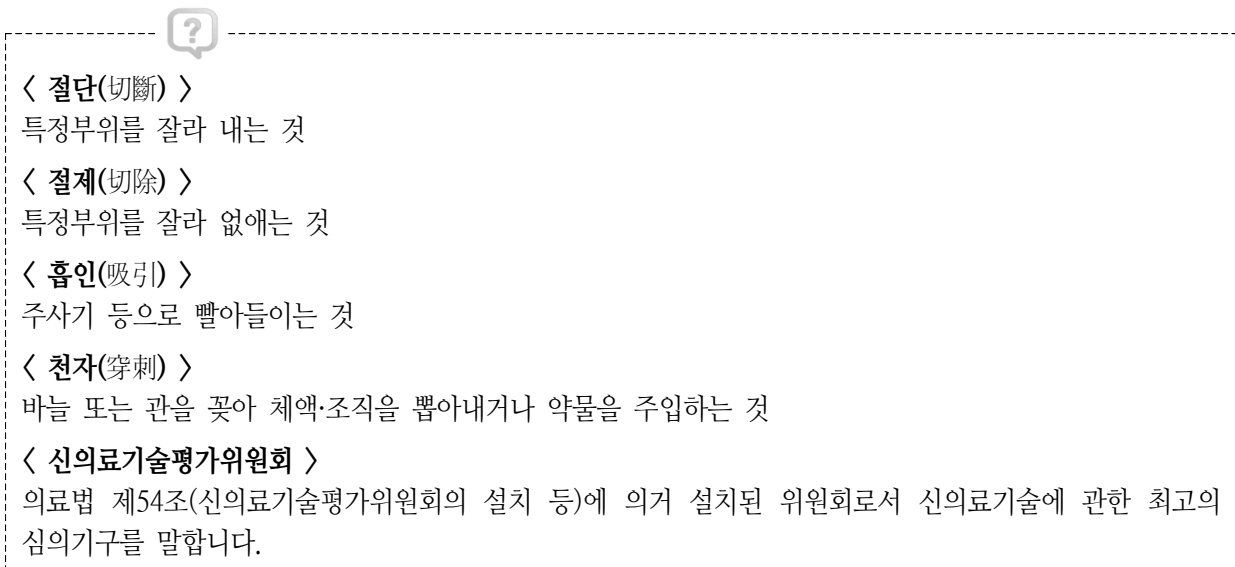 ?
〈 절단(切斷) 〉
특정부위를 잘라 내는 것
〈 절제(切除) 〉
특정부위를 잘라 없애는 것
〈 흡인(吸引) 〉
주사기 등으로 빨아들이는 것
〈 천자(穿刺) 〉
바늘 또는 관을 꽂아 체액·조직을 뽑아내거나 약물을 주입하는 것
〈 신의료기술평가위원회 〉
의료법 제54조(신의료기술평가위원회의 설치 등)에 의거 설치된 위원회로서 신의료기술에 관한 최고의
심의기구를 말합니다.